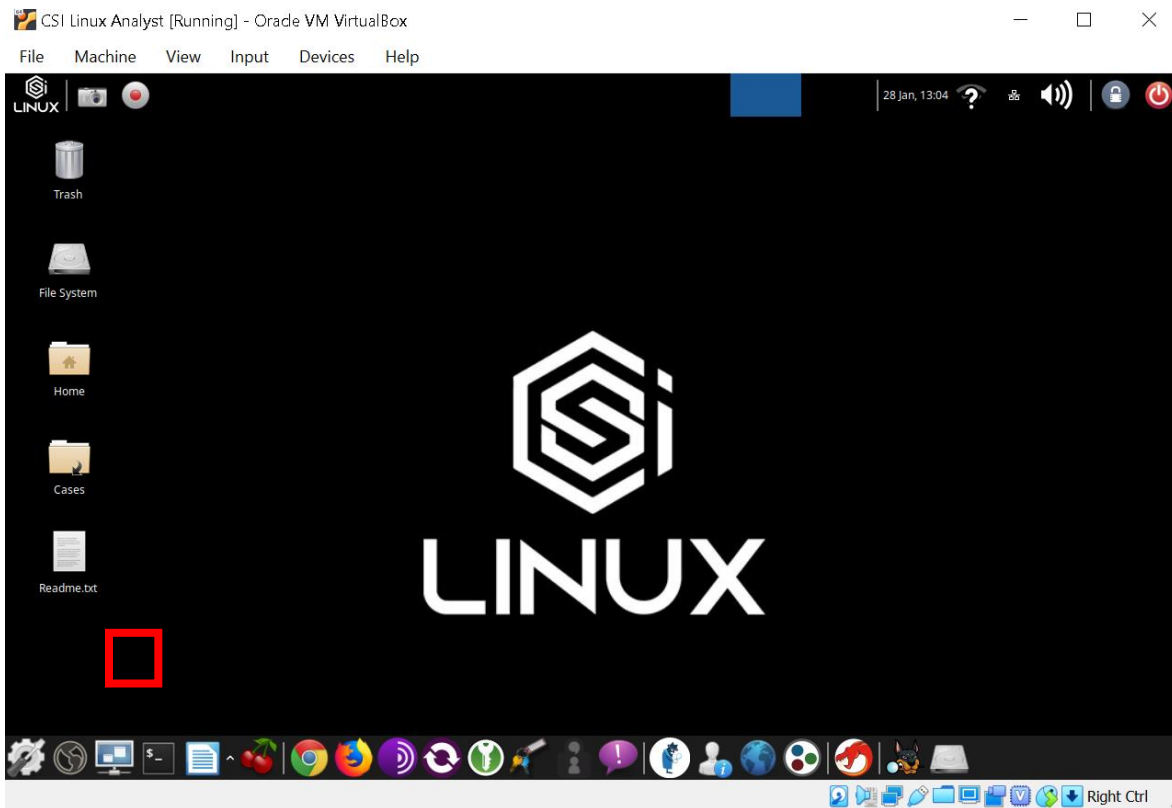 CSI Linux Analyst [Running] - Oracle VM VirtualBox
File Machine View Input Devices Help
LINUX
28 Jan, 13:04
Trash
File System
Home
Cases
Readme.txt
CSi
LINUX
$_
Right Ctrl